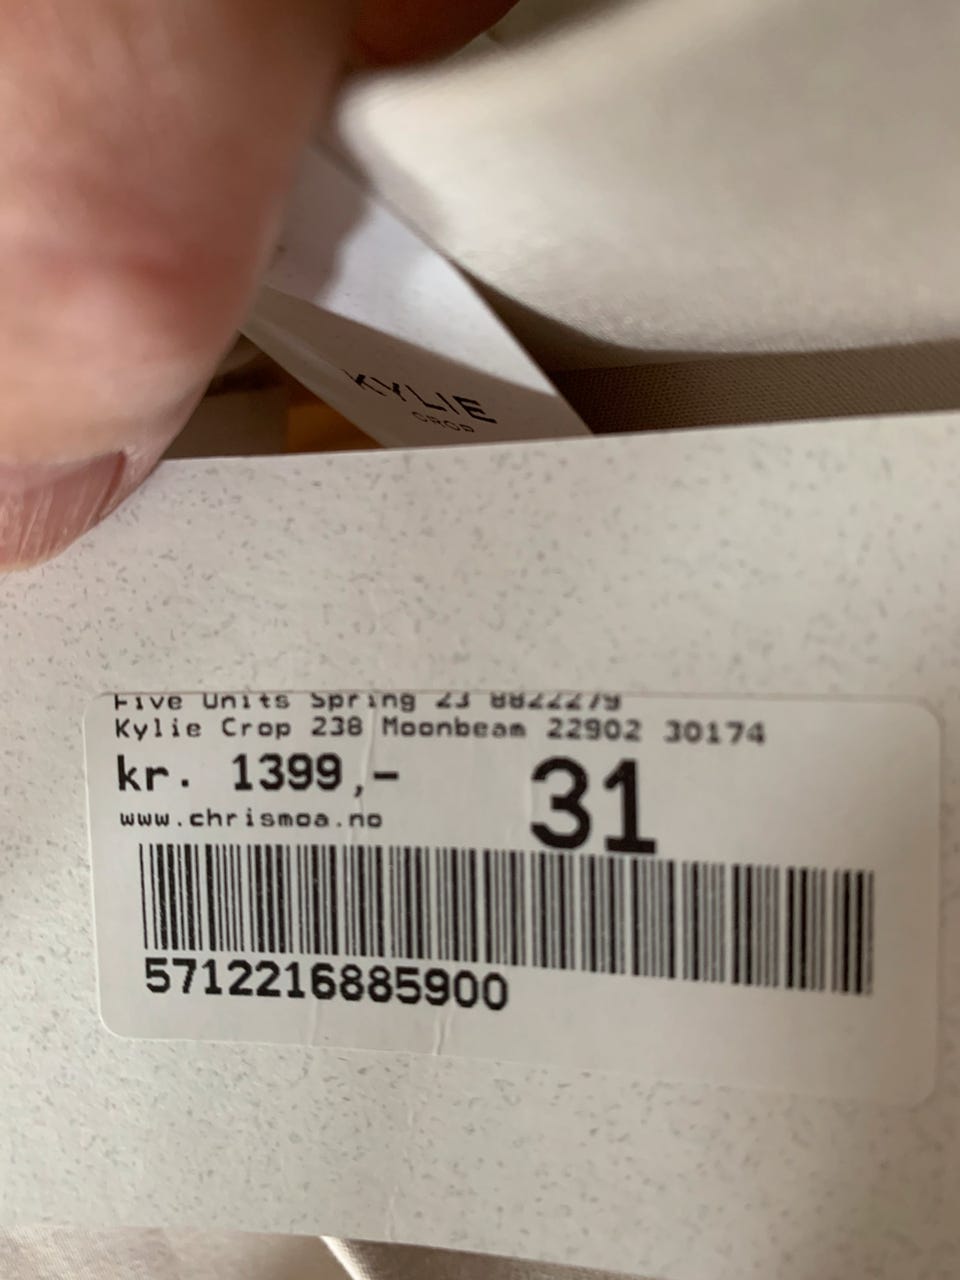 KYLIE
CROP
Five Units Spring 23 8822279
Kylie Crop 238 Moonbeam 22902 30174
kr. 1399,- 31
www.chrismoa.no
5712216885900